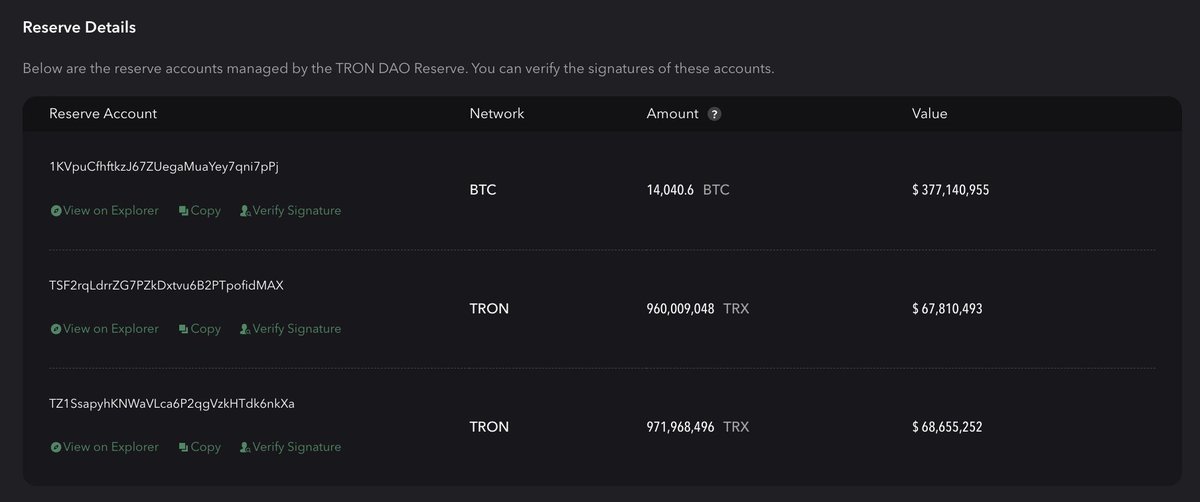 Reserve Details
Below are the reserve accounts managed by the TRON DAO Reserve. You can verify the signatures of these accounts.
Reserve Account Network Amount ? Value
1KVpuCfhftkzJ67ZUegaMuaYey7qni7pPj
BTC 14,040.6 BTC $ 377,140,955
View on Explorer Copy Verify Signature
TSF2rqLdrrZG7PZkDxtvu6B2PTpofidMAX
TRON 960,009,048 TRX $ 67,810,493
View on Explorer Copy Verify Signature
TZ1SsapyhKNWaVLca6P2qgVzkHTdk6nkXa
TRON 971,968,496 TRX $ 68,655,252
View on Explorer Copy Verify Signature